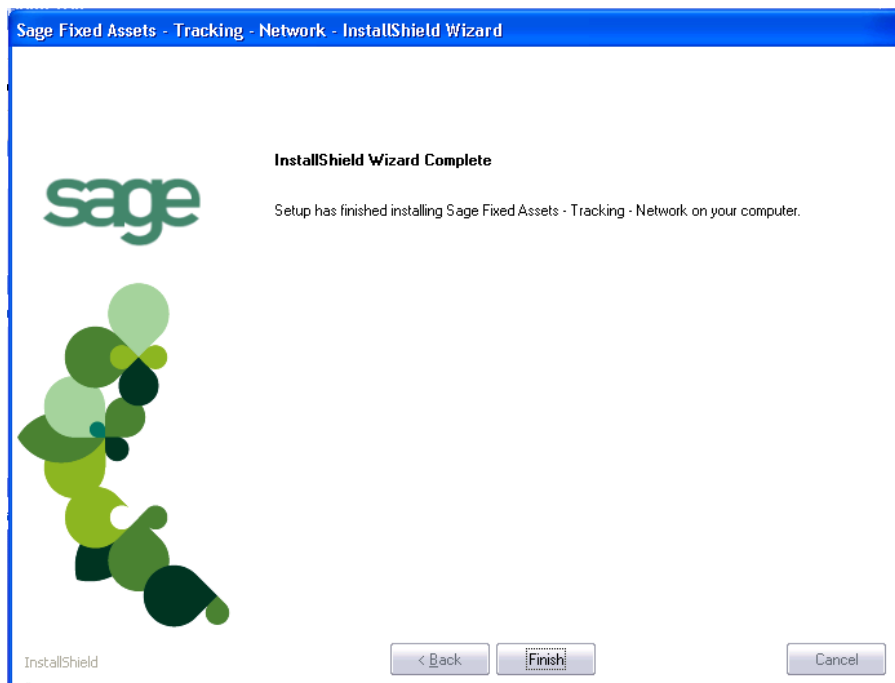 Sage Fixed Assets - Tracking - Network - InstallShield Wizard
InstallShield Wizard Complete
sage
Setup has finished installing Sage Fixed Assets - Tracking - Network on your computer.
InstallShield
< Back
Finish
Cancel